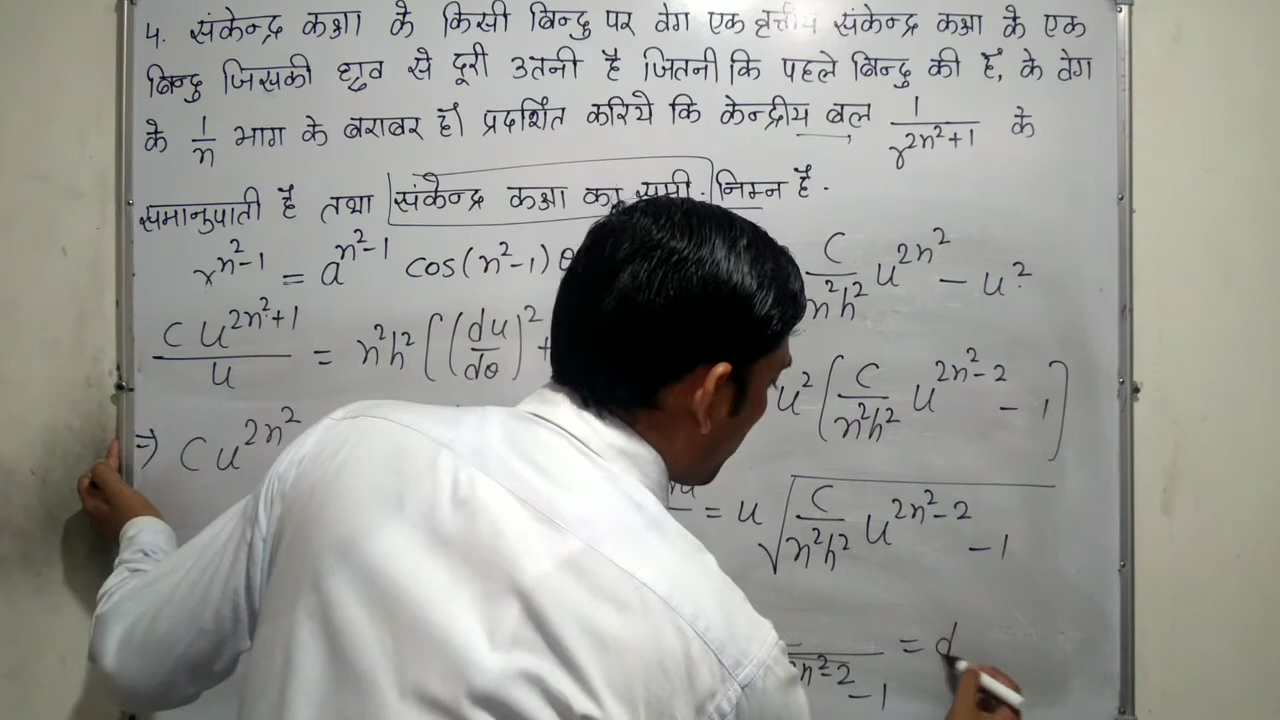 4. संकेन्द्र कक्षा के किसी बिन्दु पर वेग एक वृत्तीय संकेन्द्र कक्षा के एक
बिन्दु जिसकी ध्रुव से दूरी उतनी है जितनी कि पहले बिन्दु की है, के वेग
के 1/n भाग के बराबर है। प्रदर्शित करिये कि केन्द्रीय बल 1/r^{2n²+1} के
समानुपाती है तथा संकेन्द्र कक्षा का समी. निम्न है.
r^{n²-1} = a^{n²-1} cos(n²-1)θ
C u^{2n²+1}/u = n²h² [(du/dθ)² +
⇒ C u^{2n²}
C/n²h² u^{2n²} - u²
u² (C/n²h² u^{2n²-2} - 1)
= u √(C/n²h² u^{2n²-2} - 1)
n²-2 - 1 = d